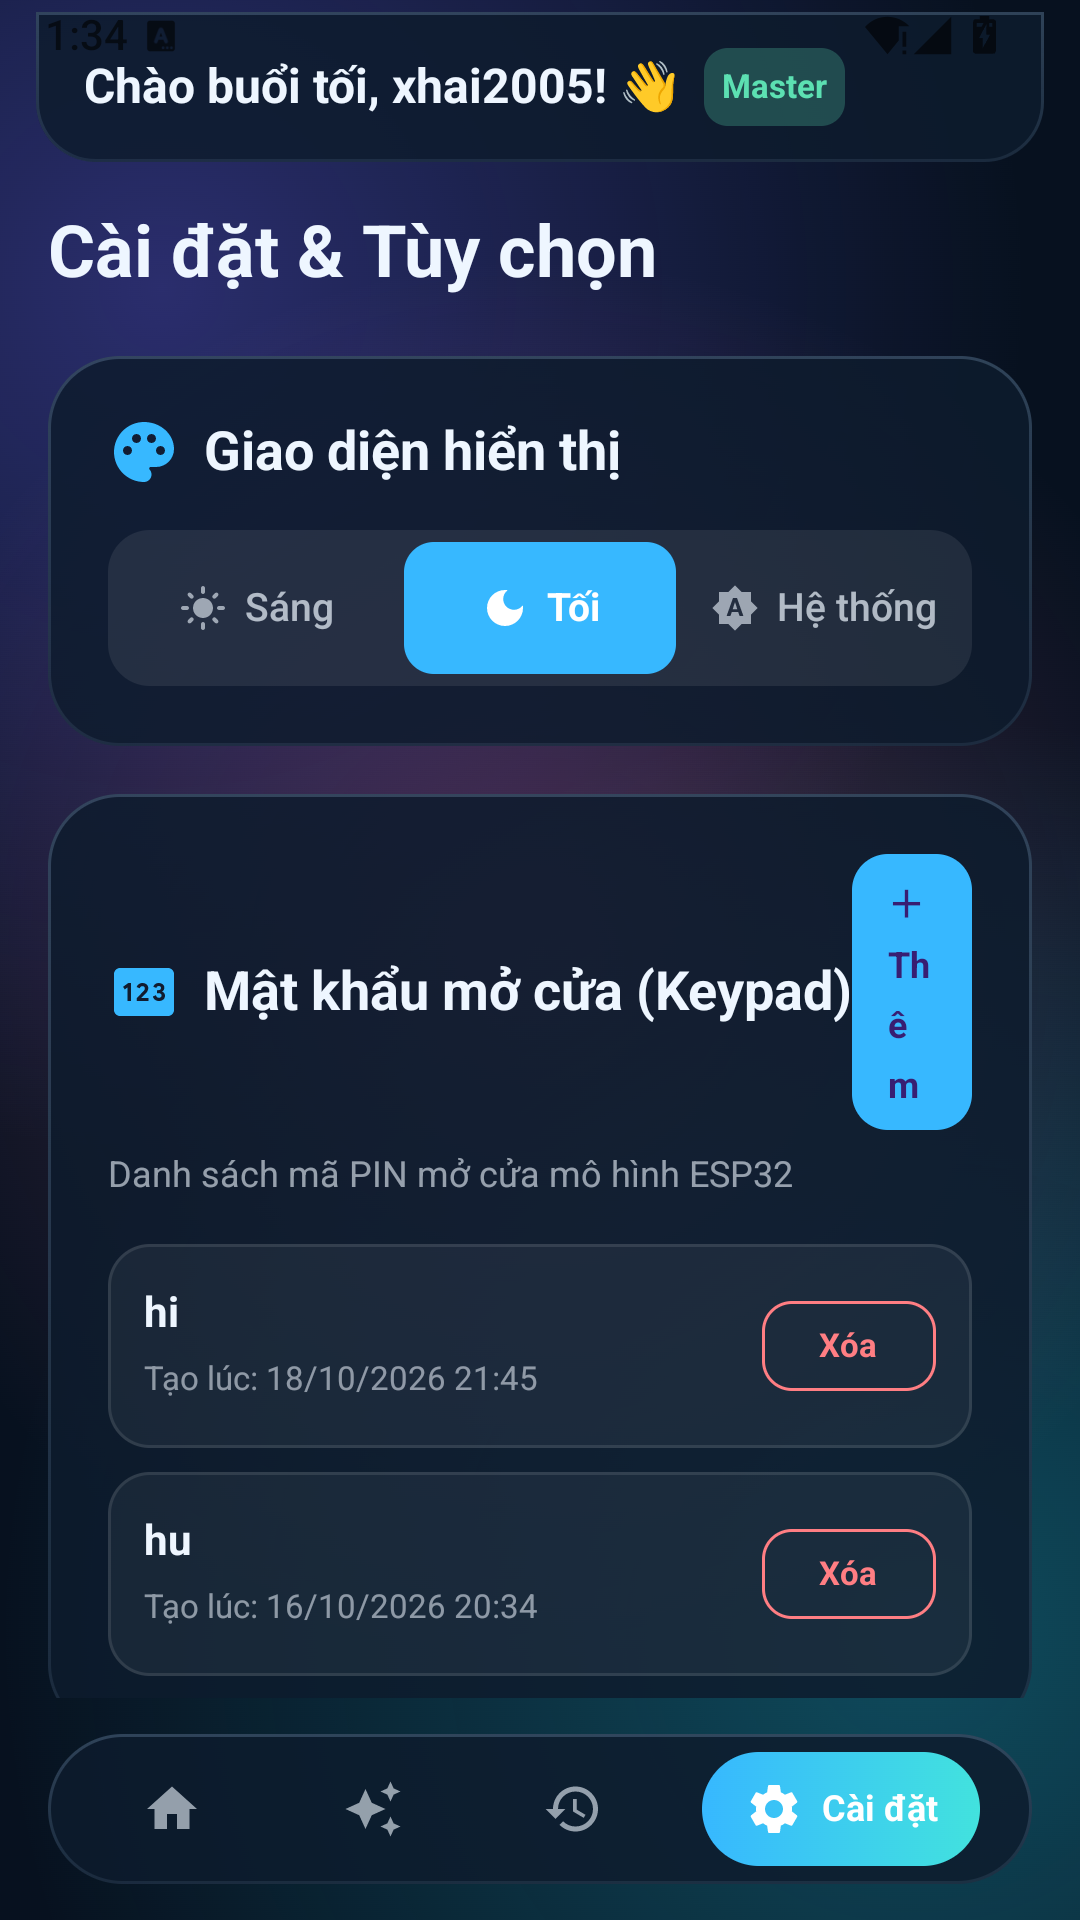 1:34
Chào buổi tối, xhai2005! 👋 Master
Cài đặt & Tùy chọn
Giao diện hiển thị
Sáng
Tối
A Hệ thống
123 Mật khẩu mở cửa (Keypad)
+
Th
ê
m
Danh sách mã PIN mở cửa mô hình ESP32
hi
Tạo lúc: 18/10/2026 21:45
Xóa
hu
Tạo lúc: 16/10/2026 20:34
Xóa
Cài đặt